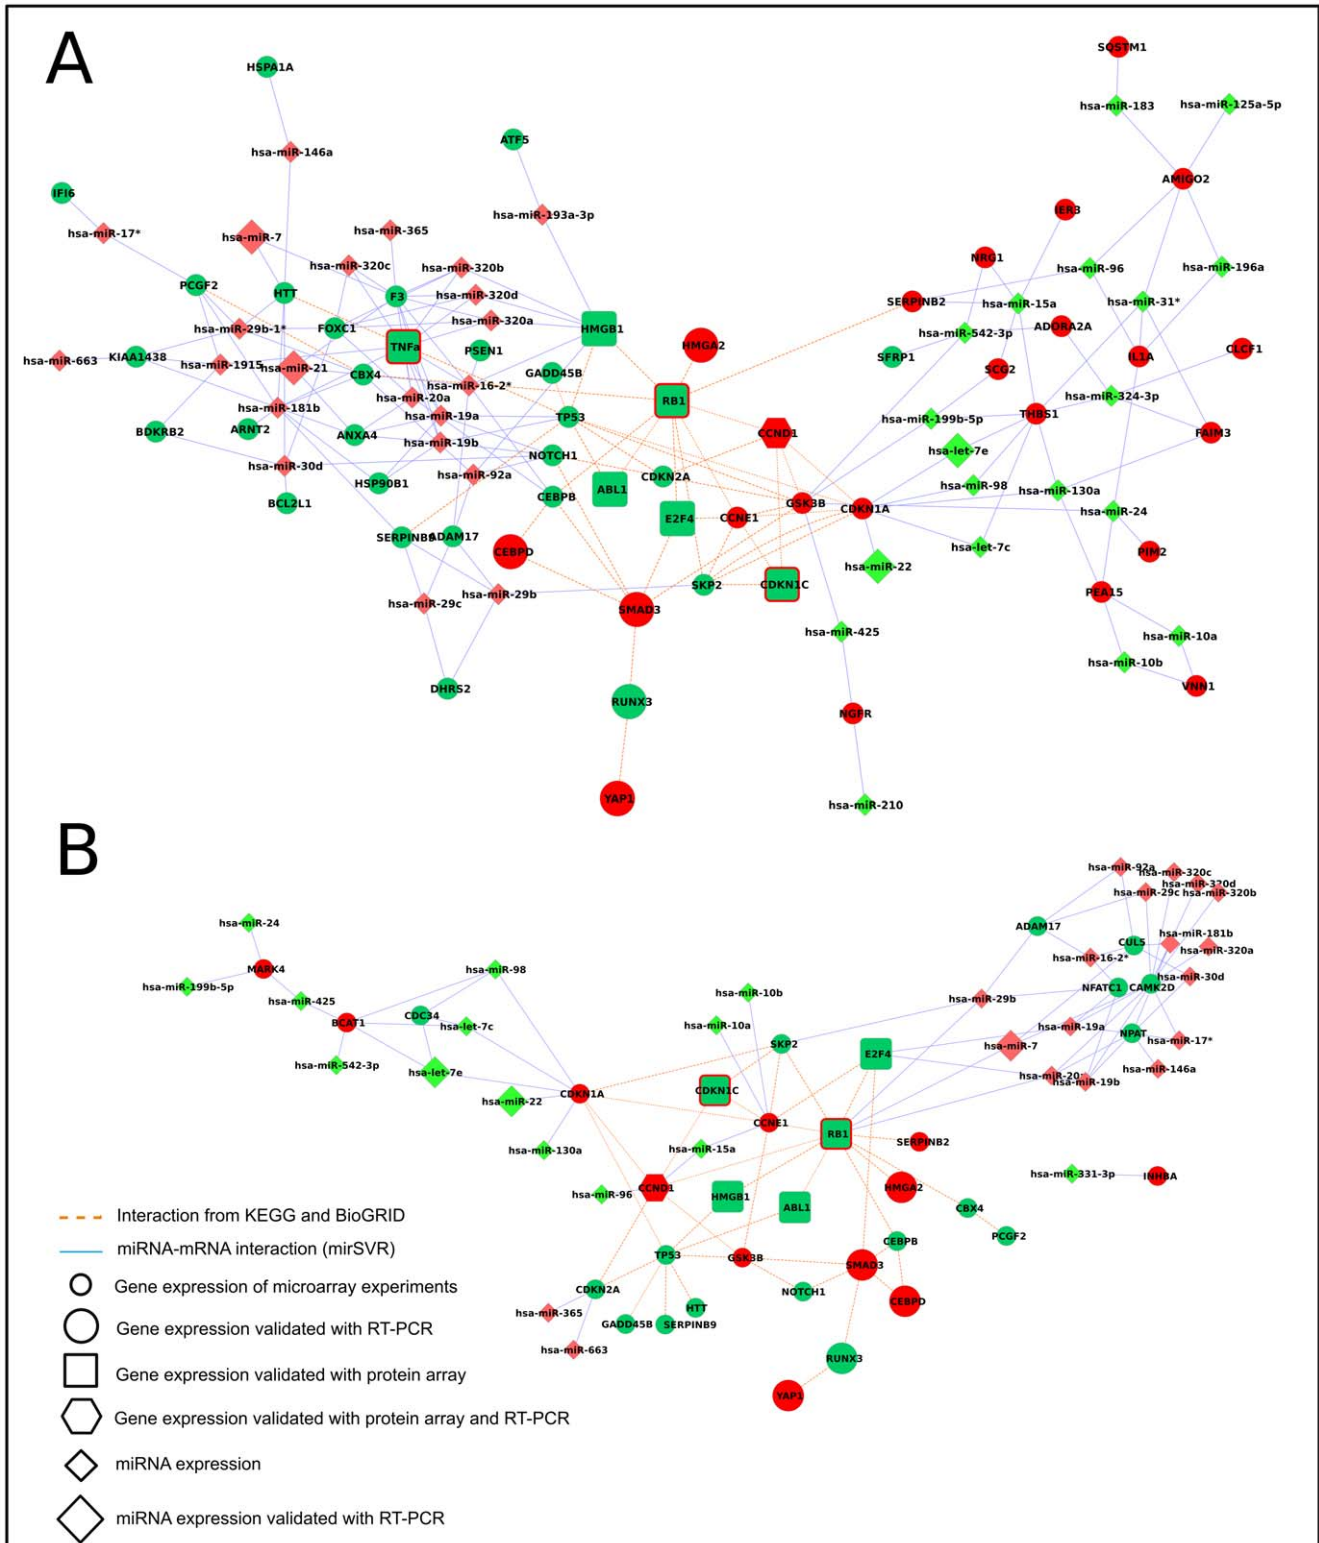 A
SQSTM1
HSPA1A
hsa-miR-183
hsa-miR-125a-5p
ATF5
hsa-miR-146a
AMIGO2
IFI6
IER3
hsa-miR-193a-3p
hsa-miR-17*
hsa-miR-7
hsa-miR-365
NRG1
hsa-miR-320c
hsa-miR-320b
hsa-miR-96
hsa-miR-196a
PCGF2
HTT
F3
hsa-miR-320d
SERPINB2
hsa-miR-15a
hsa-miR-31*
hsa-miR-29b-1*
FOXC1
hsa-miR-320a
HMGB1
hsa-miR-542-3p
ADORA2A
TNFa
PSEN1
HMGA2
CLCF1
hsa-miR-663
KIAA1438
hsa-miR-1915
hsa-miR-21
CBX4
GADD45B
SFRP1
SCG2
IL1A
hsa-miR-16-2*
hsa-miR-20a
RB1
hsa-miR-324-3p
hsa-miR-181b
hsa-miR-19a
TP53
hsa-miR-199b-5p
THBS1
BDKRB2
ARNT2
ANXA4
hsa-miR-19b
CCND1
FAIM3
hsa-miR-30d
NOTCH1
hsa-let-7e
HSP90B1
hsa-miR-92a
CDKN2A
hsa-miR-98
hsa-miR-130a
BCL2L1
CEBPB
ABL1
GSK3B
CDKN1A
hsa-miR-24
E2F4
CCNE1
SERPINB9
ADAM17
CEBPD
hsa-let-7c
PIM2
hsa-miR-22
hsa-miR-29b
SKP2
CDKN1C
PEA15
hsa-miR-29c
SMAD3
hsa-miR-425
hsa-miR-10a
hsa-miR-10b
DHRS2
VNN1
RUNX3
NGFR
YAP1
hsa-miR-210
B
hsa-miR-92a
hsa-miR-320c
hsa-miR-320d
hsa-miR-29c
hsa-miR-320b
hsa-miR-24
ADAM17
hsa-miR-181b
CUL5
hsa-miR-320a
MARK4
hsa-miR-98
hsa-miR-16-2*
hsa-miR-30d
hsa-miR-199b-5p
hsa-miR-425
hsa-miR-10b
hsa-miR-29b
NFATC1
CAMK2D
BCAT1
CDC34
hsa-let-7c
hsa-miR-10a
hsa-miR-19a
NPAT
hsa-miR-17*
SKP2
E2F4
hsa-miR-7
hsa-miR-542-3p
hsa-let-7e
hsa-miR-146a
hsa-miR-20
hsa-miR-19b
CDKN1C
hsa-miR-22
CDKN1A
CCNE1
RB1
SERPINB2
hsa-miR-130a
hsa-miR-15a
hsa-miR-331-3p
INHBA
hsa-miR-96
CCND1
HMGB1
ABL1
HMGA2
CBX4
PCGF2
TP53
GSK3B
CEBPB
SMAD3
CDKN2A
NOTCH1
CEBPD
hsa-miR-365
HTT
GADD45B
SERPINB9
hsa-miR-663
RUNX3
YAP1
Interaction from KEGG and BioGRID
miRNA-mRNA interaction (mirSVR)
Gene expression of microarray experiments
Gene expression validated with RT-PCR
Gene expression validated with protein array
Gene expression validated with protein array and RT-PCR
miRNA expression
miRNA expression validated with RT-PCR